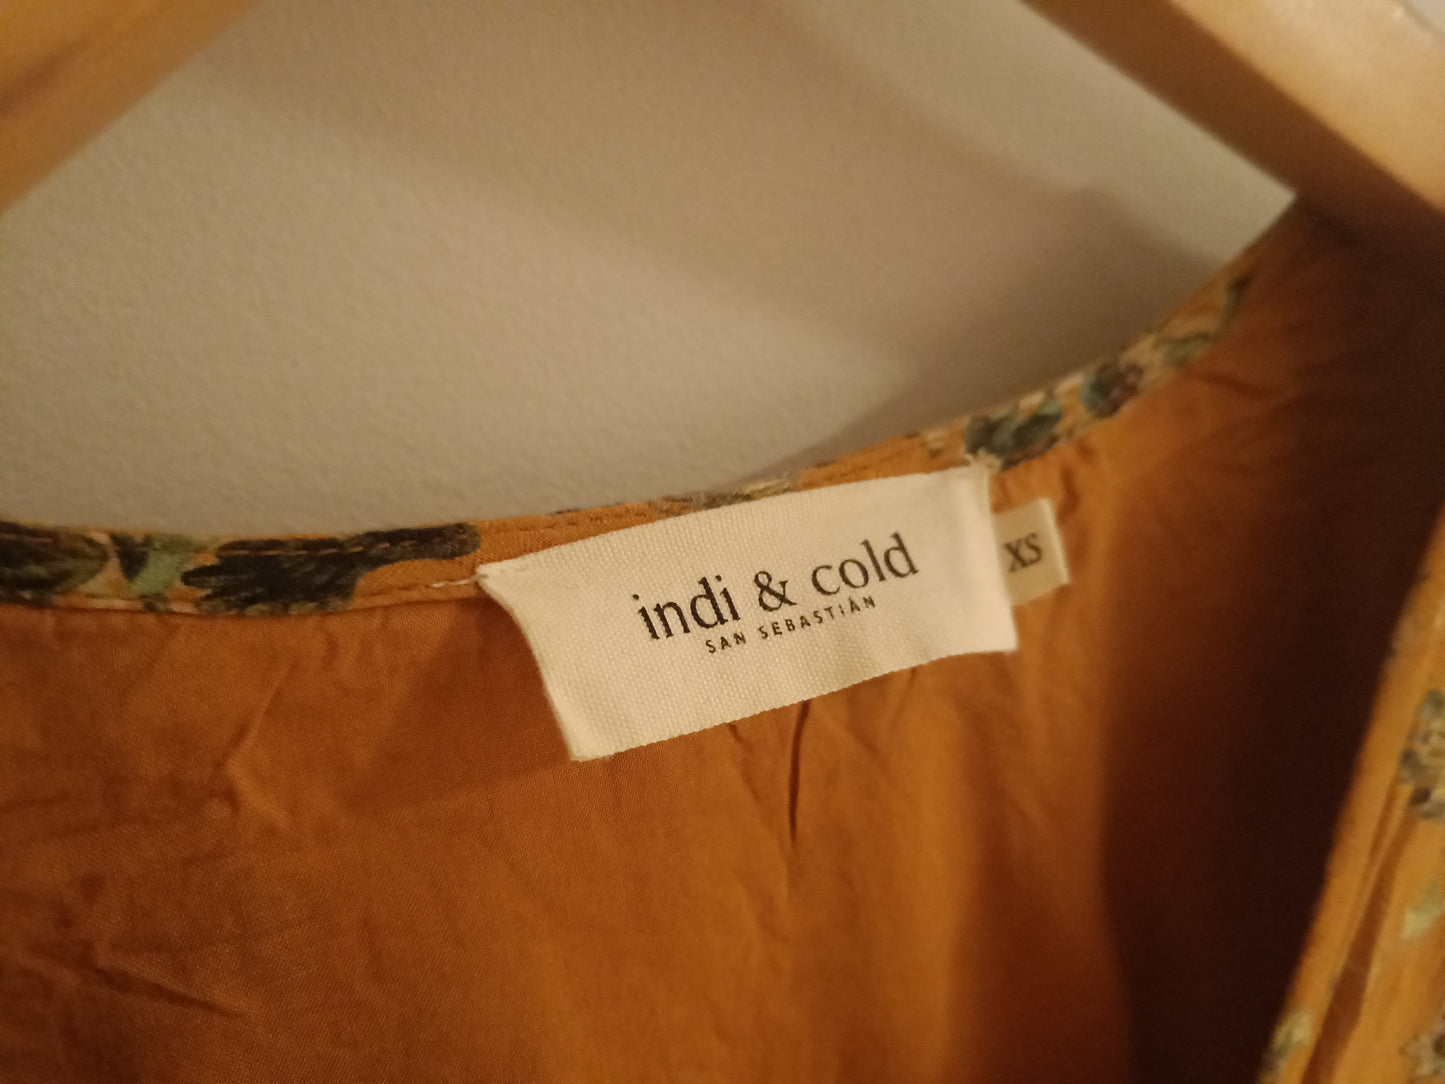 indi & cold
SAN SEBASTIÁN
XS